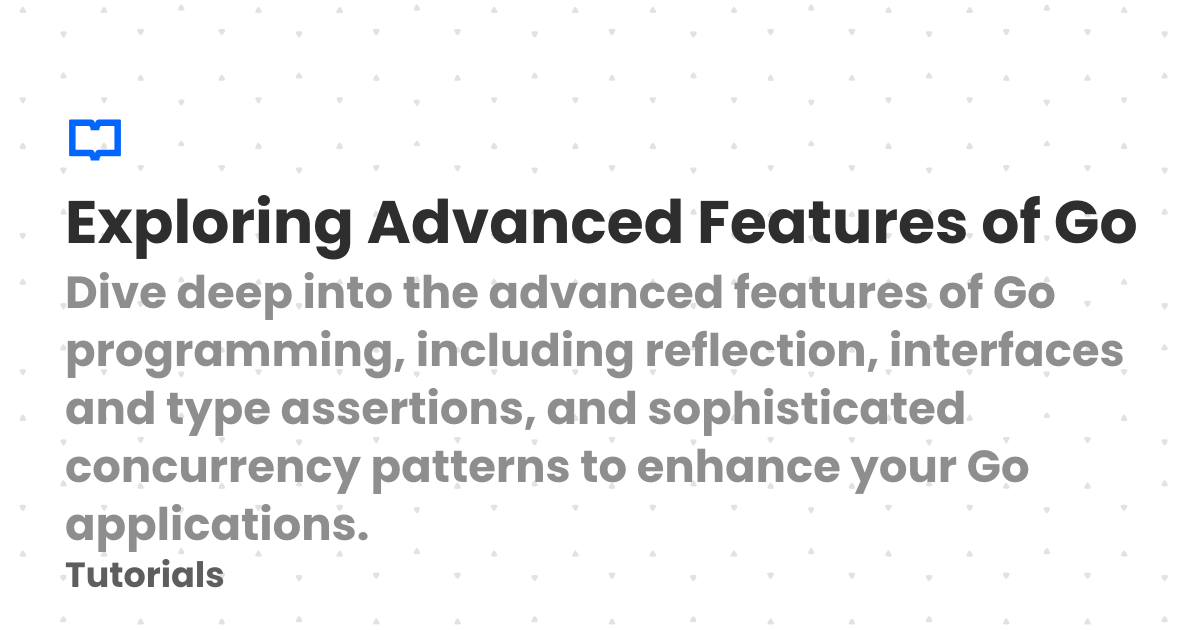 Exploring Advanced Features of Go
Dive deep into the advanced features of Go
programming, including reflection, interfaces
and type assertions, and sophisticated
concurrency patterns to enhance your Go
applications.
Tutorials